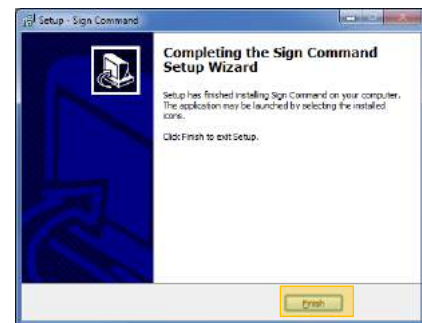 Setup - Sign Command
Completing the Sign Command
Setup Wizard
Setup has finished installing Sign Command on your computer.
The application may be launched by selecting the installed
icons.
Click Finish to exit Setup.
Finish